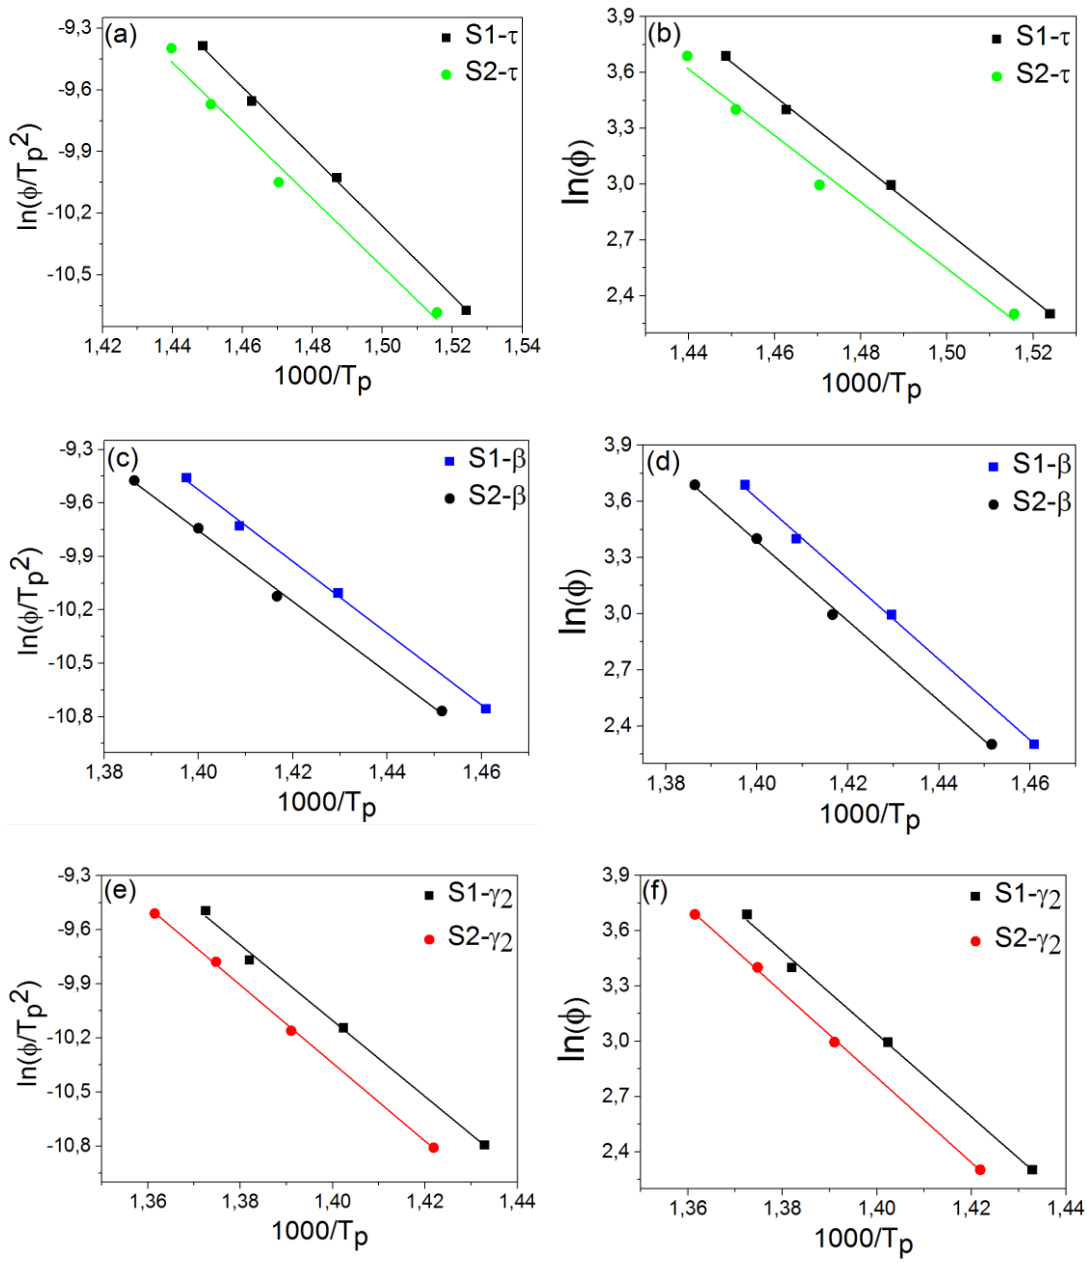 (a)
S1-τ
S2-τ
ln(ϕ/Tp²)
-9,3
-9,6
-9,9
-10,2
-10,5
1,42 1,44 1,46 1,48 1,50 1,52 1,54
1000/Tp
(b)
S1-τ
S2-τ
ln(ϕ)
3,9
3,6
3,3
3,0
2,7
2,4
1,44 1,46 1,48 1,50 1,52
1000/Tp
(c)
S1-β
S2-β
ln(ϕ/Tp²)
-9,3
-9,6
-9,9
-10,2
-10,5
-10,8
1,38 1,40 1,42 1,44 1,46
1000/Tp
(d)
S1-β
S2-β
ln(ϕ)
3,9
3,6
3,3
3,0
2,7
2,4
1,38 1,40 1,42 1,44 1,46
1000/Tp
(e)
S1-γ2
S2-γ2
ln(ϕ/Tp²)
-9,3
-9,6
-9,9
-10,2
-10,5
-10,8
1,36 1,38 1,40 1,42 1,44
1000/Tp
(f)
S1-γ2
S2-γ2
ln(ϕ)
3,9
3,6
3,3
3,0
2,7
2,4
1,36 1,38 1,40 1,42 1,44
1000/Tp